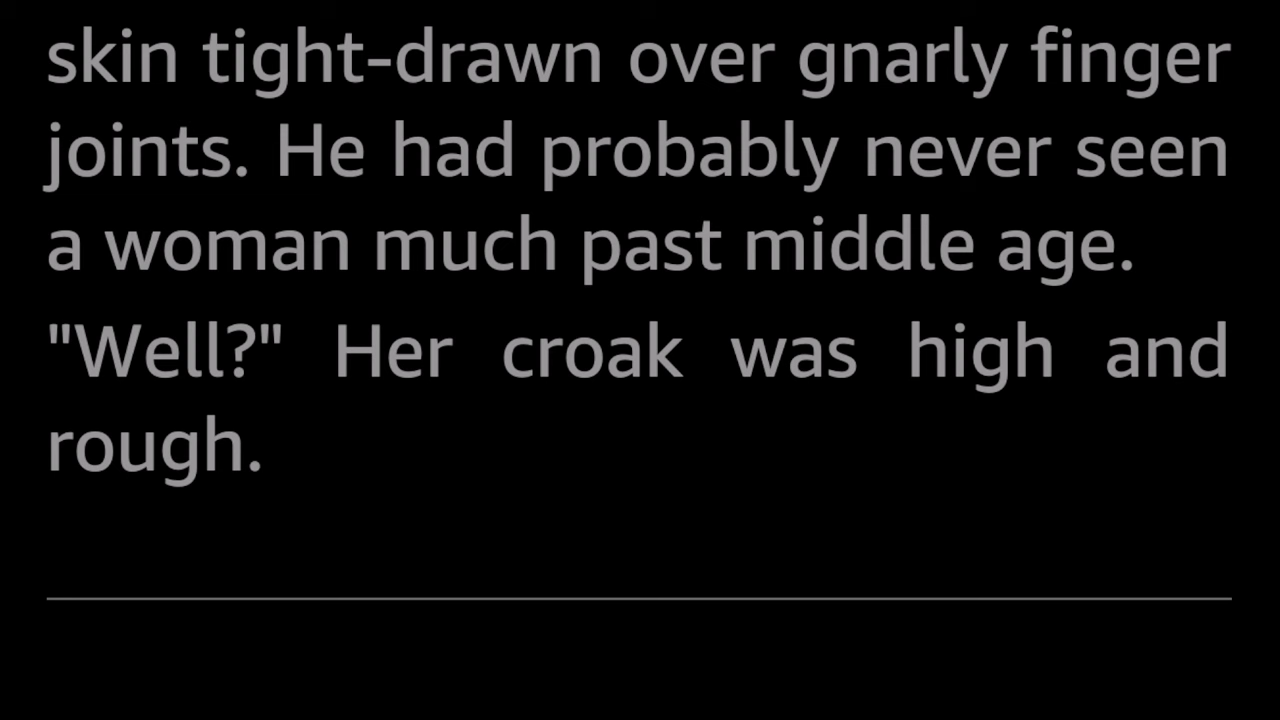 skin tight-drawn over gnarly finger
joints. He had probably never seen
a woman much past middle age.
"Well?" Her croak was high and
rough.